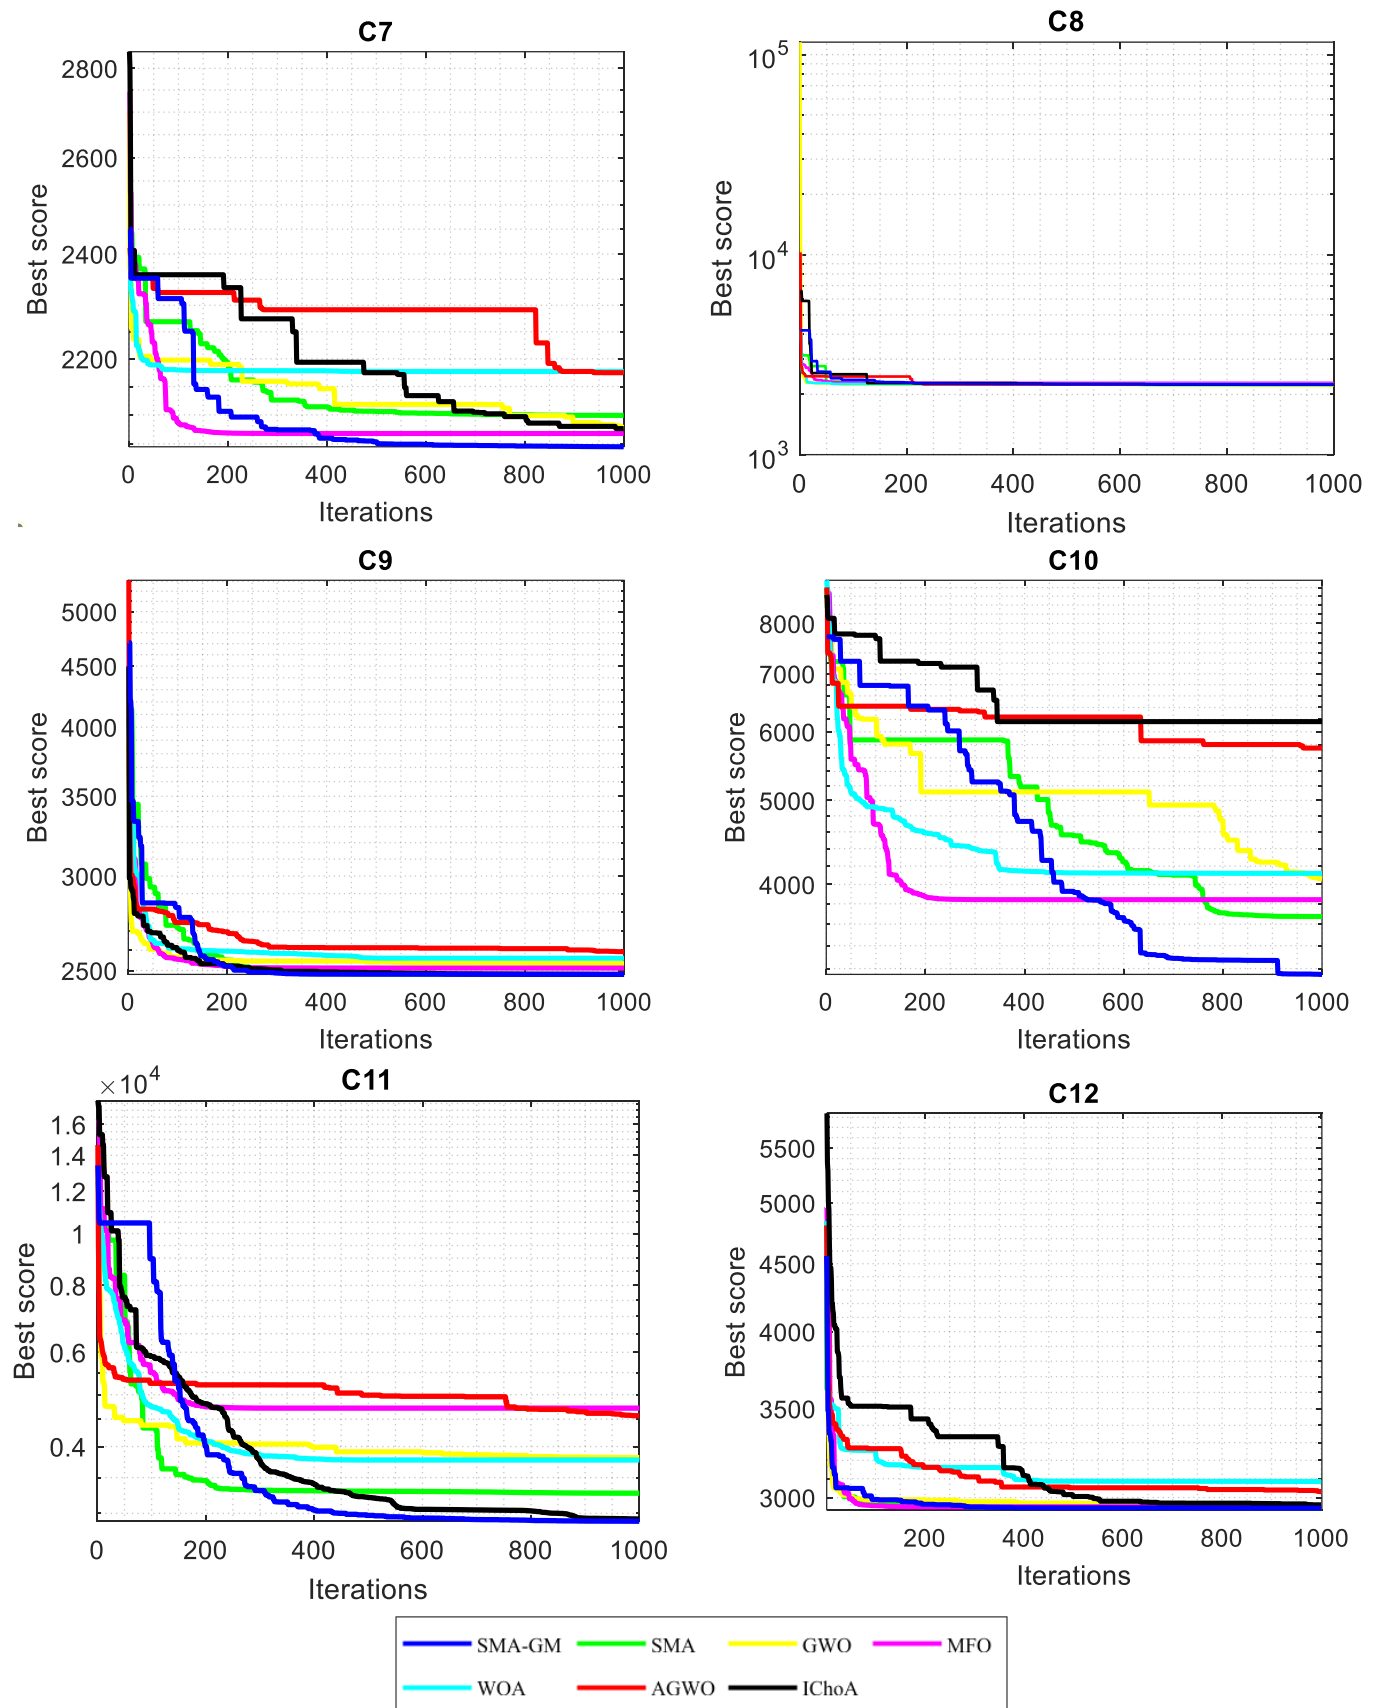 C7
2800
2600
2400
2200
Best score
0 200 400 600 800 1000
Iterations
C8
10^5
10^4
10^3
Best score
0 200 400 600 800 1000
Iterations
C9
5000
4500
4000
3500
3000
2500
Best score
0 200 400 600 800 1000
Iterations
C10
8000
7000
6000
5000
4000
Best score
0 200 400 600 800 1000
Iterations
C11
×10^4
1.6
1.4
1.2
1
0.8
0.6
0.4
Best score
0 200 400 600 800 1000
Iterations
C12
5500
5000
4500
4000
3500
3000
Best score
200 400 600 800 1000
Iterations
SMA-GM SMA GWO MFO
WOA AGWO IChoA